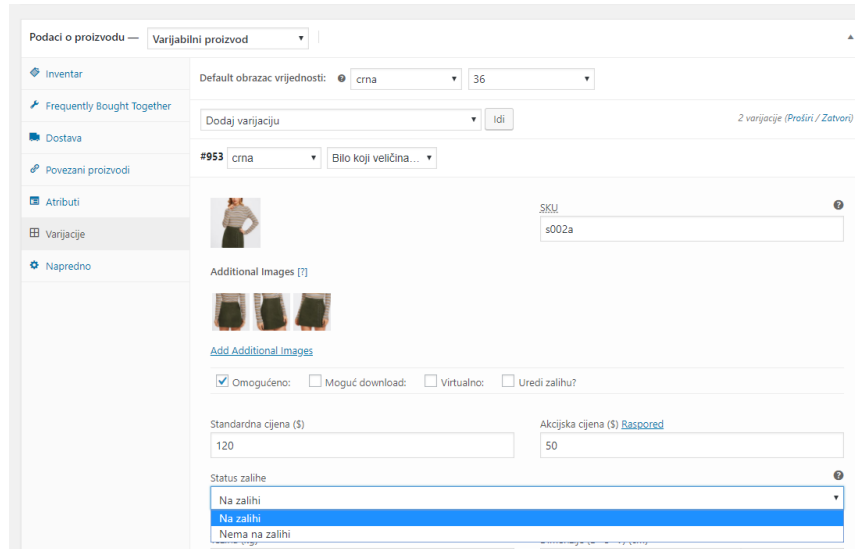 Podaci o proizvodu — Varijabilni proizvod
Inventar
Frequently Bought Together
Dostava
Povezani proizvodi
Atributi
Varijacije
Napredno
Default obrazac vrijednosti: crna 36
Dodaj varijaciju Idi 2 varijacije (Proširi / Zatvori)
#953 crna Bilo koji veličina...
SKU
s002a
Additional Images [?]
Add Additional Images
Omogućeno: Moguć download: Virtualno: Uredi zalihu?
Standardna cijena ($) Akcijska cijena ($) Raspored
120 50
Status zalihe
Na zalihi
Na zalihi
Nema na zalihi